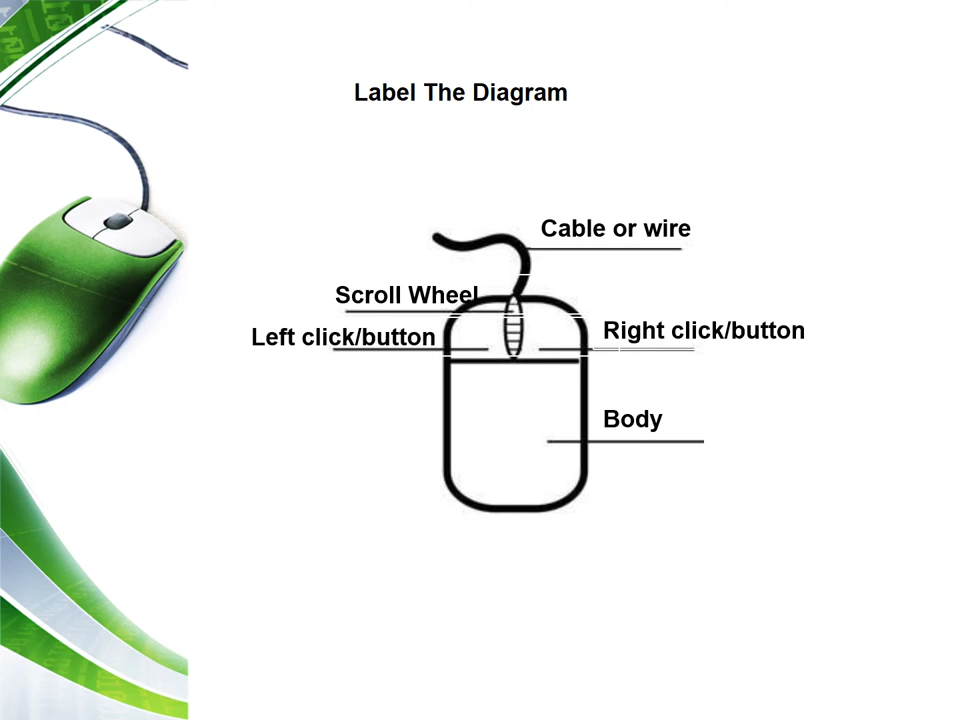 Label The Diagram
Cable or wire
Scroll Wheel
Left click/button
Right click/button
Body